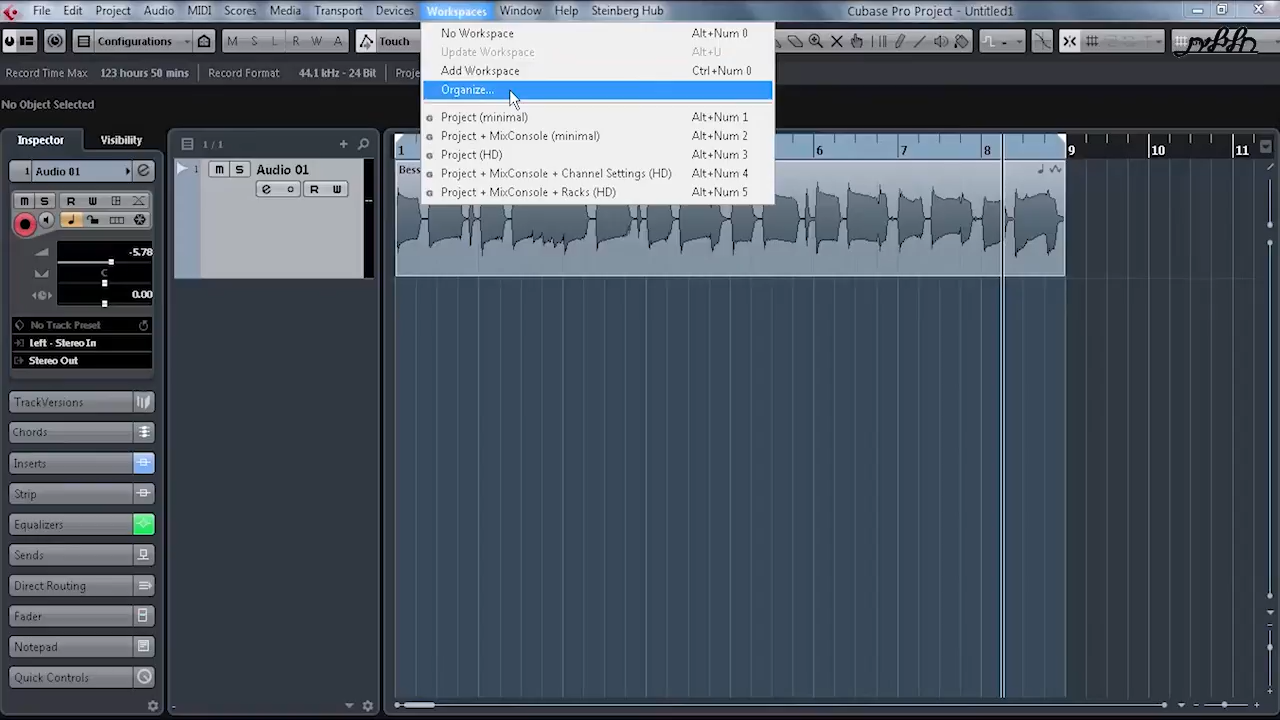 File Edit Project Audio MIDI Scores Media Transport Devices Workspaces Window Help Steinberg Hub Cubase Pro Project - Untitled1
Configurations M S L R W A Touch
Record Time Max 123 hours 50 mins Record Format 44.1 kHz - 24 Bit Proje
No Object Selected
No Workspace Alt+Num 0
Update Workspace Alt+U
Add Workspace Ctrl+Num 0
Organize...
Project (minimal) Alt+Num 1
Project + MixConsole (minimal) Alt+Num 2
Project (HD) Alt+Num 3
Project + MixConsole + Channel Settings (HD) Alt+Num 4
Project + MixConsole + Racks (HD) Alt+Num 5
Inspector Visibility
1 / 1
1 6 7 8 9 10 11
1 Audio 01
M S R W
-5.78
C
0.00
No Track Preset
left - Stereo In
Stereo Out
TrackVersions
Chords
Inserts
Strip
Equalizers
Sends
Direct Routing
Fader
Notepad
Quick Controls
1 m S Audio 01
e R W
Bess